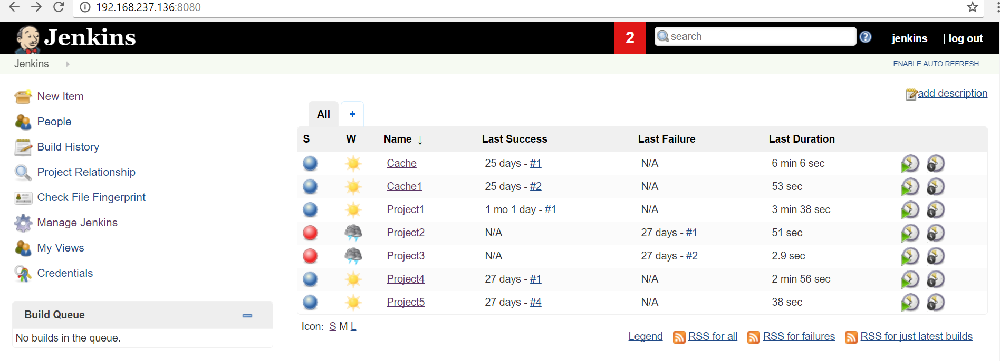 192.168.237.136:8080
Jenkins
2
search
jenkins | log out
Jenkins
ENABLE AUTO REFRESH
New Item
People
Build History
Project Relationship
Check File Fingerprint
Manage Jenkins
My Views
Credentials
Build Queue
No builds in the queue.
add description
All +
S W Name ↓ Last Success Last Failure Last Duration
Cache 25 days - #1 N/A 6 min 6 sec
Cache1 25 days - #2 N/A 53 sec
Project1 1 mo 1 day - #1 N/A 3 min 38 sec
Project2 N/A 27 days - #1 51 sec
Project3 N/A 27 days - #2 2.9 sec
Project4 27 days - #1 N/A 2 min 56 sec
Project5 27 days - #4 N/A 38 sec
Icon: S M L
Legend RSS for all RSS for failures RSS for just latest builds